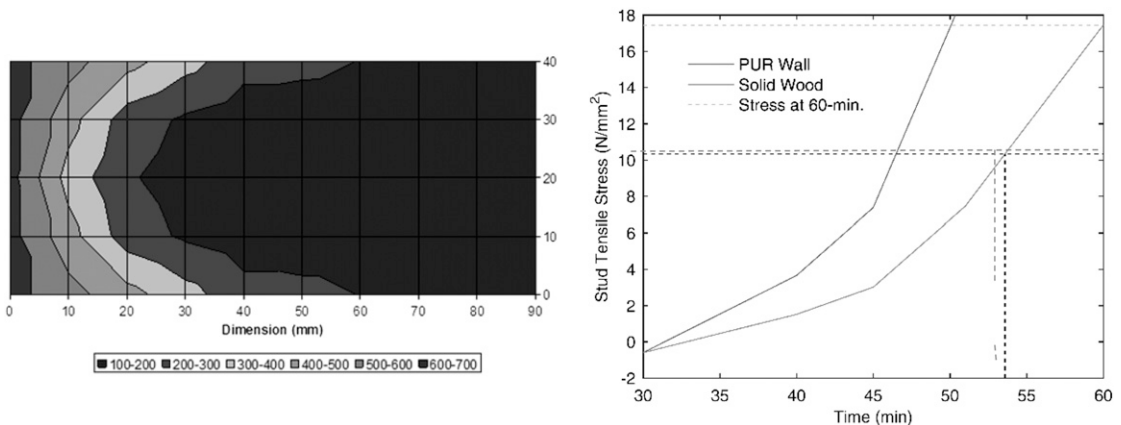 40
30
20
10
0
0 10 20 30 40 50 60 70 80 90
Dimension (mm)
100-200 200-300 300-400 400-500 500-600 600-700
18
16
14
12
10
8
6
4
2
0
-2
Stud Tensile Stress (N/mm²)
PUR Wall
Solid Wood
Stress at 60-min.
30 40 45 50 55 60
Time (min)